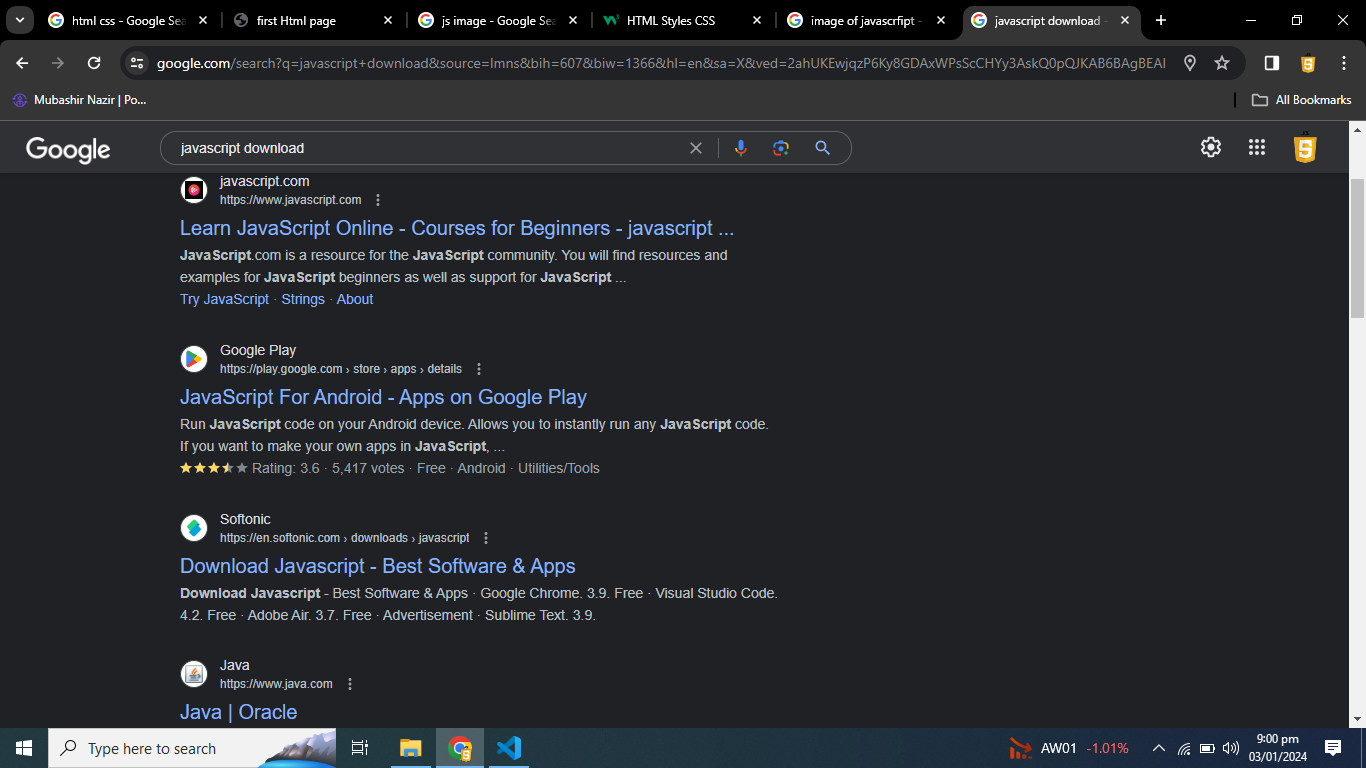 html css - Google Sea
first Html page
js image - Google Sea
HTML Styles CSS
image of javascrfipt -
javascript download -
google.com/search?q=javascript+download&source=lmns&bih=607&biw=1366&hl=en&sa=X&ved=2ahUKEwjqzP6Ky8GDAxWPsScCHYy3AskQ0pQJKAB6BAgBEAI
Mubashir Nazir | Po...
All Bookmarks
Google
javascript download
javascript.com
https://www.javascript.com
Learn JavaScript Online - Courses for Beginners - javascript ...
JavaScript.com is a resource for the JavaScript community. You will find resources and
examples for JavaScript beginners as well as support for JavaScript ...
Try JavaScript · Strings · About
Google Play
https://play.google.com › store › apps › details
JavaScript For Android - Apps on Google Play
Run JavaScript code on your Android device. Allows you to instantly run any JavaScript code.
If you want to make your own apps in JavaScript, ...
Rating: 3.6 · 5,417 votes · Free · Android · Utilities/Tools
Softonic
https://en.softonic.com › downloads › javascript
Download Javascript - Best Software & Apps
Download Javascript - Best Software & Apps · Google Chrome. 3.9. Free · Visual Studio Code.
4.2. Free · Adobe Air. 3.7. Free · Advertisement · Sublime Text. 3.9.
Java
https://www.java.com
Java | Oracle
Type here to search
AW01 -1.01%
9:00 pm
03/01/2024